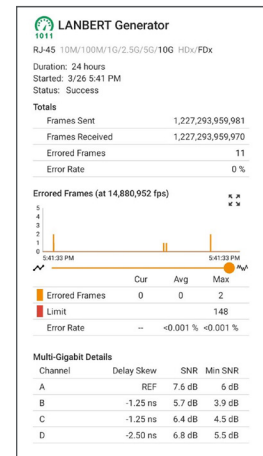 LANBERT Generator
1011
RJ-45 10M/100M/1G/2.5G/5G/10G HDx/FDx
Duration: 24 hours
Started: 3/26 5:41 PM
Status: Success
Totals
Frames Sent 1,227,293,959,981
Frames Received 1,227,293,959,970
Errored Frames 11
Error Rate 0 %
Errored Frames (at 14,880,952 fps)
5
4
3
2
1
0
5:41:33 PM 5:41:33 PM
Cur Avg Max
Errored Frames 0 0 2
Limit 148
Error Rate -- <0.001 % <0.001 %
Multi-Gigabit Details
Channel Delay Skew SNR Min SNR
A REF 7.6 dB 6 dB
B -1.25 ns 5.7 dB 3.9 dB
C -1.25 ns 6.4 dB 4.5 dB
D -2.50 ns 6.8 dB 5.5 dB